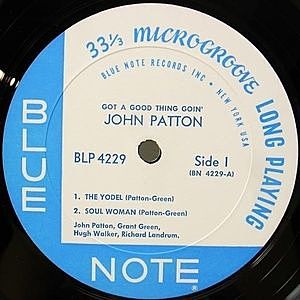 33⅓ MICROGROOVE LONG PLAYING
BLUE NOTE RECORDS INC • NEW YORK USA
GOT A GOOD THING GOIN'
JOHN PATTON
BLP 4229
Side 1
(BN 4229-A)
1. THE YODEL (Patton-Green)
2. SOUL WOMAN (Patton-Green)
John Patton, Grant Green,
Hugh Walker, Richard Landrum.
BLUE
NOTE®